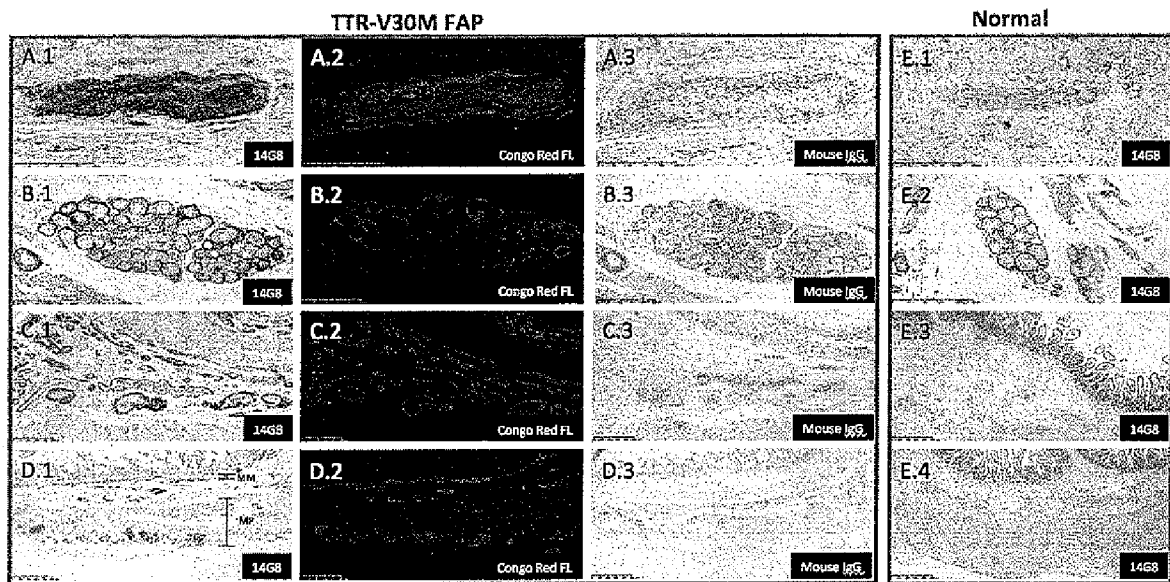 TTR-V30M FAP
Normal
A.1
14G8
A.2
Congo Red FL
A.3
Mouse IgG
E.1
14G8
B.1
14G8
B.2
Congo Red FL
B.3
Mouse IgG
E.2
14G8
C.1
14G8
C.2
Congo Red FL
C.3
Mouse IgG
E.3
14G8
D.1
MM
MP
14G8
D.2
Congo Red FL
D.3
Mouse IgG
E.4
14G8